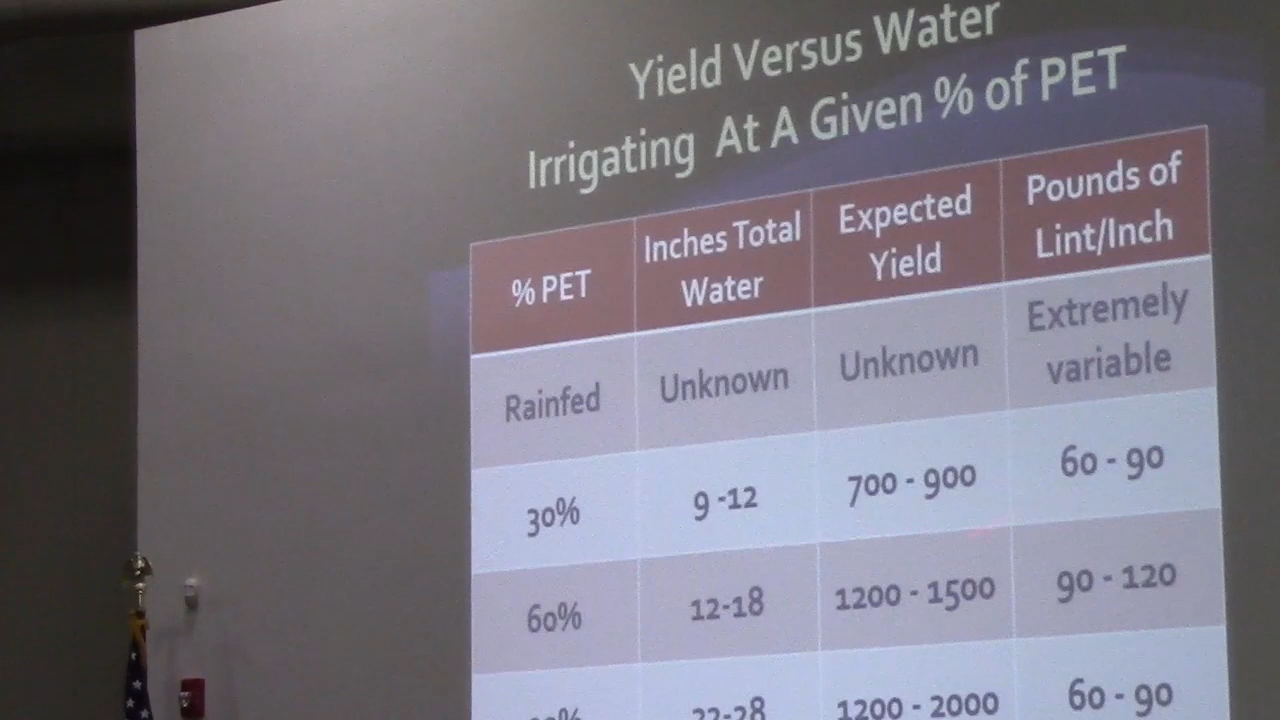 Yield Versus Water
Irrigating At A Given % of PET
% PET
Inches Total
Water
Expected
Yield
Pounds of
Lint/Inch
Rainfed
Unknown
Unknown
Extremely
variable
30%
9 -12
700 - 900
60 - 90
60%
12-18
1200 - 1500
90 - 120
22-28
1200 - 2000
60 - 90